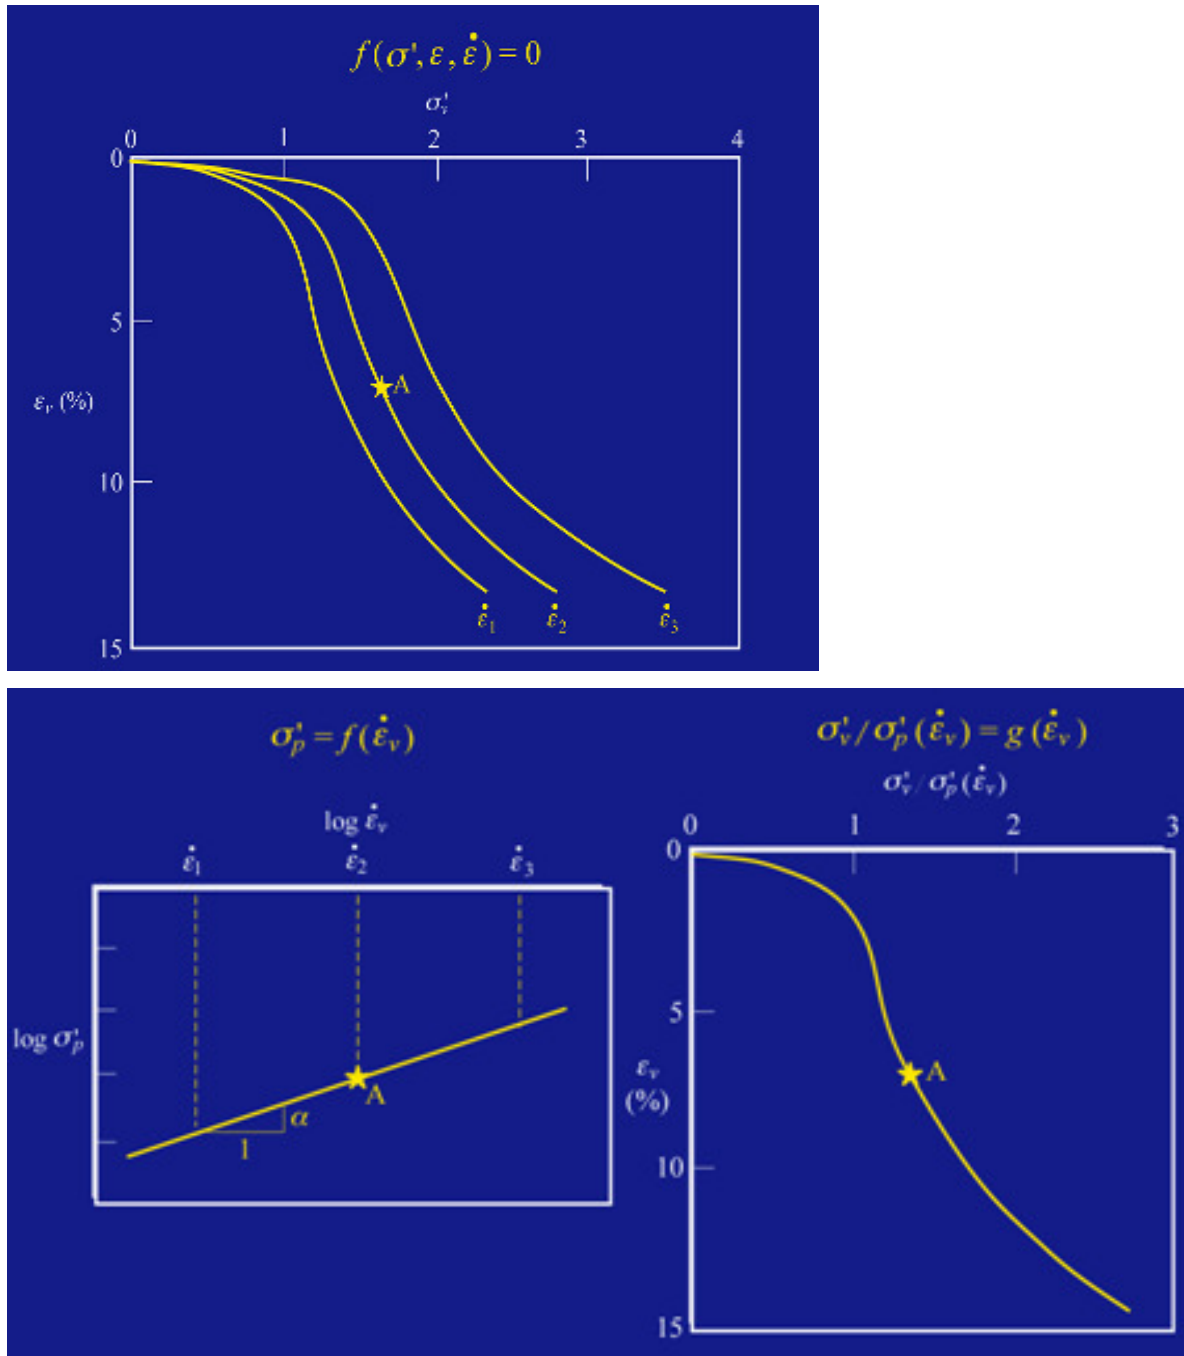 f(σ', ε, ε̇) = 0
σᵥ'
0 1 2 3 4
0
5
A
εᵥ (%)
10
ε̇₁ ε̇₂ ε̇₃
15
σ'ₚ = f(ε̇ᵥ)
log ε̇ᵥ
ε̇₁ ε̇₂ ε̇₃
log σ'ₚ
A
α
1
σ'ᵥ/σ'ₚ(ε̇ᵥ) = g(ε̇ᵥ)
σ'ᵥ/σ'ₚ(ε̇ᵥ)
0 1 2 3
0
5
A
εᵥ
(%)
10
15